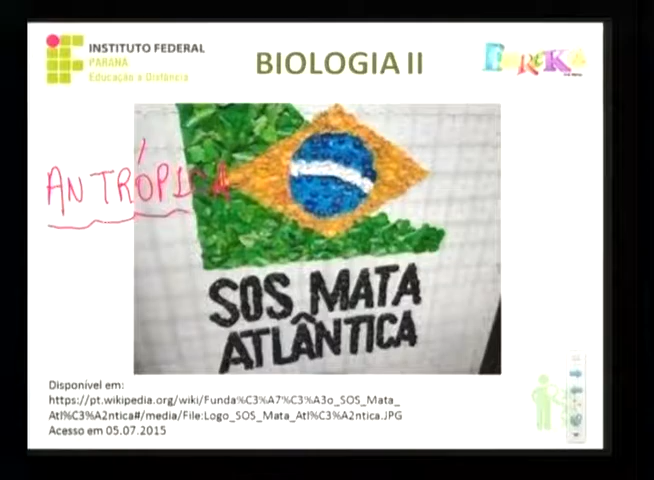 INSTITUTO FEDERAL
PARANÁ
Educação a Distância
BIOLOGIA II
EUREKA
ANTRÓPICA
SOS MATA
ATLÂNTICA
Disponível em:
https://pt.wikipedia.org/wiki/Funda%C3%A7%C3%A3o_SOS_Mata_
Atl%C3%A2ntica#/media/File:Logo_SOS_Mata_Atl%C3%A2ntica.JPG
Acesso em 05.07.2015